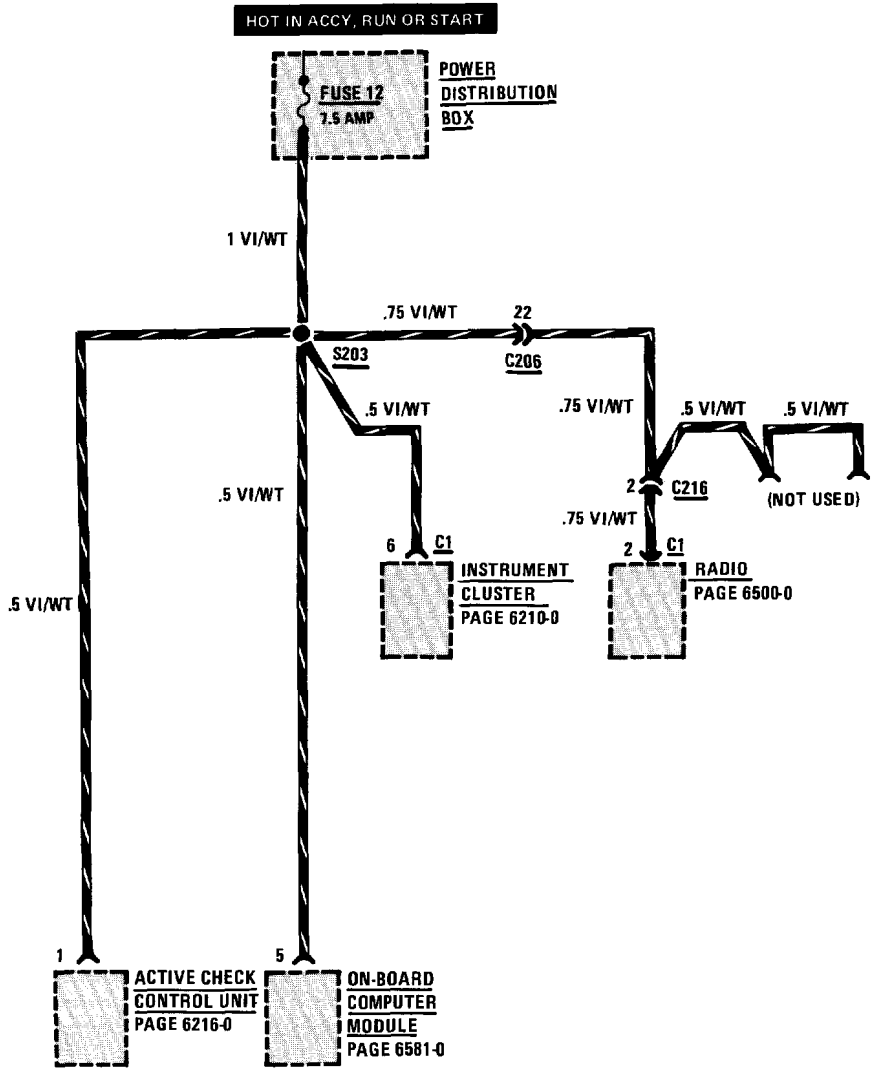 HOT IN ACCY, RUN OR START
POWER
DISTRIBUTION
BOX
FUSE 12
7.5 AMP
1 VI/WT
.75 VI/WT
22
S203
C206
.5 VI/WT
.75 VI/WT
.5 VI/WT
.5 VI/WT
.5 VI/WT
2
C216
(NOT USED)
.75 VI/WT
6
C1
2
C1
INSTRUMENT
CLUSTER
PAGE 6210-0
RADIO
PAGE 6500-0
.5 VI/WT
1
5
ACTIVE CHECK
CONTROL UNIT
PAGE 6216-0
ON-BOARD
COMPUTER
MODULE
PAGE 6581-0